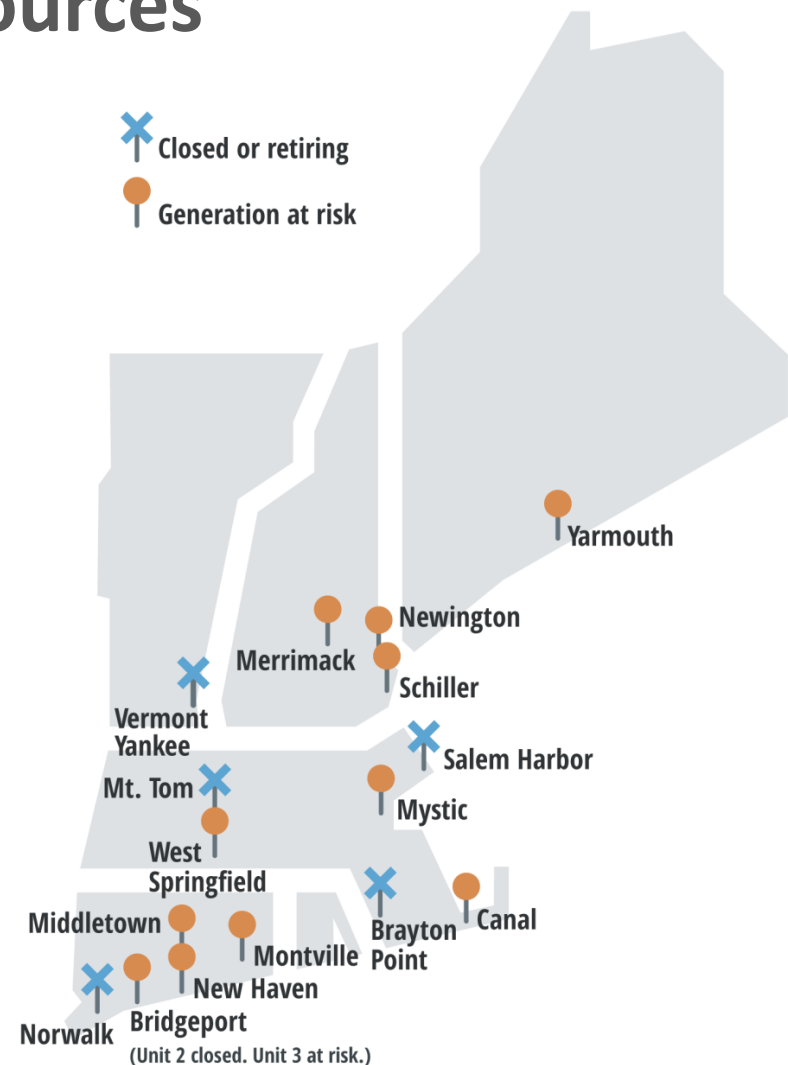 Closed or retiring
Generation at risk
Yarmouth
Newington
Merrimack
Schiller
Vermont
Yankee
Salem Harbor
Mt. Tom
Mystic
West
Springfield
Middletown
Canal
Brayton
Point
Montville
New Haven
Norwalk
Bridgeport
(Unit 2 closed. Unit 3 at risk.)